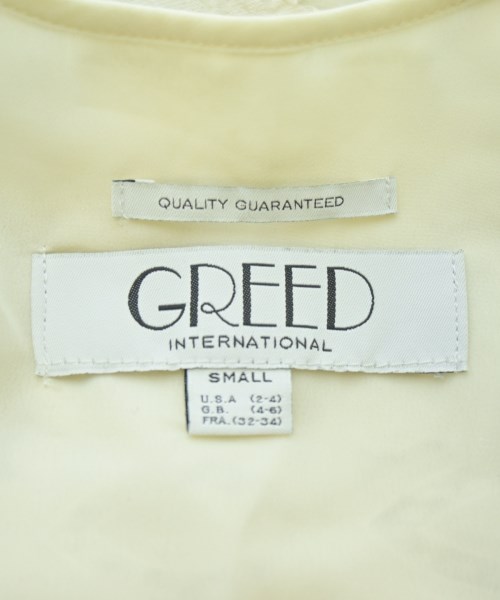 QUALITY GUARANTEED
GREED
INTERNATIONAL
SMALL
U.S.A (2-4)
G.B. (4-6)
FRA.(32-34)